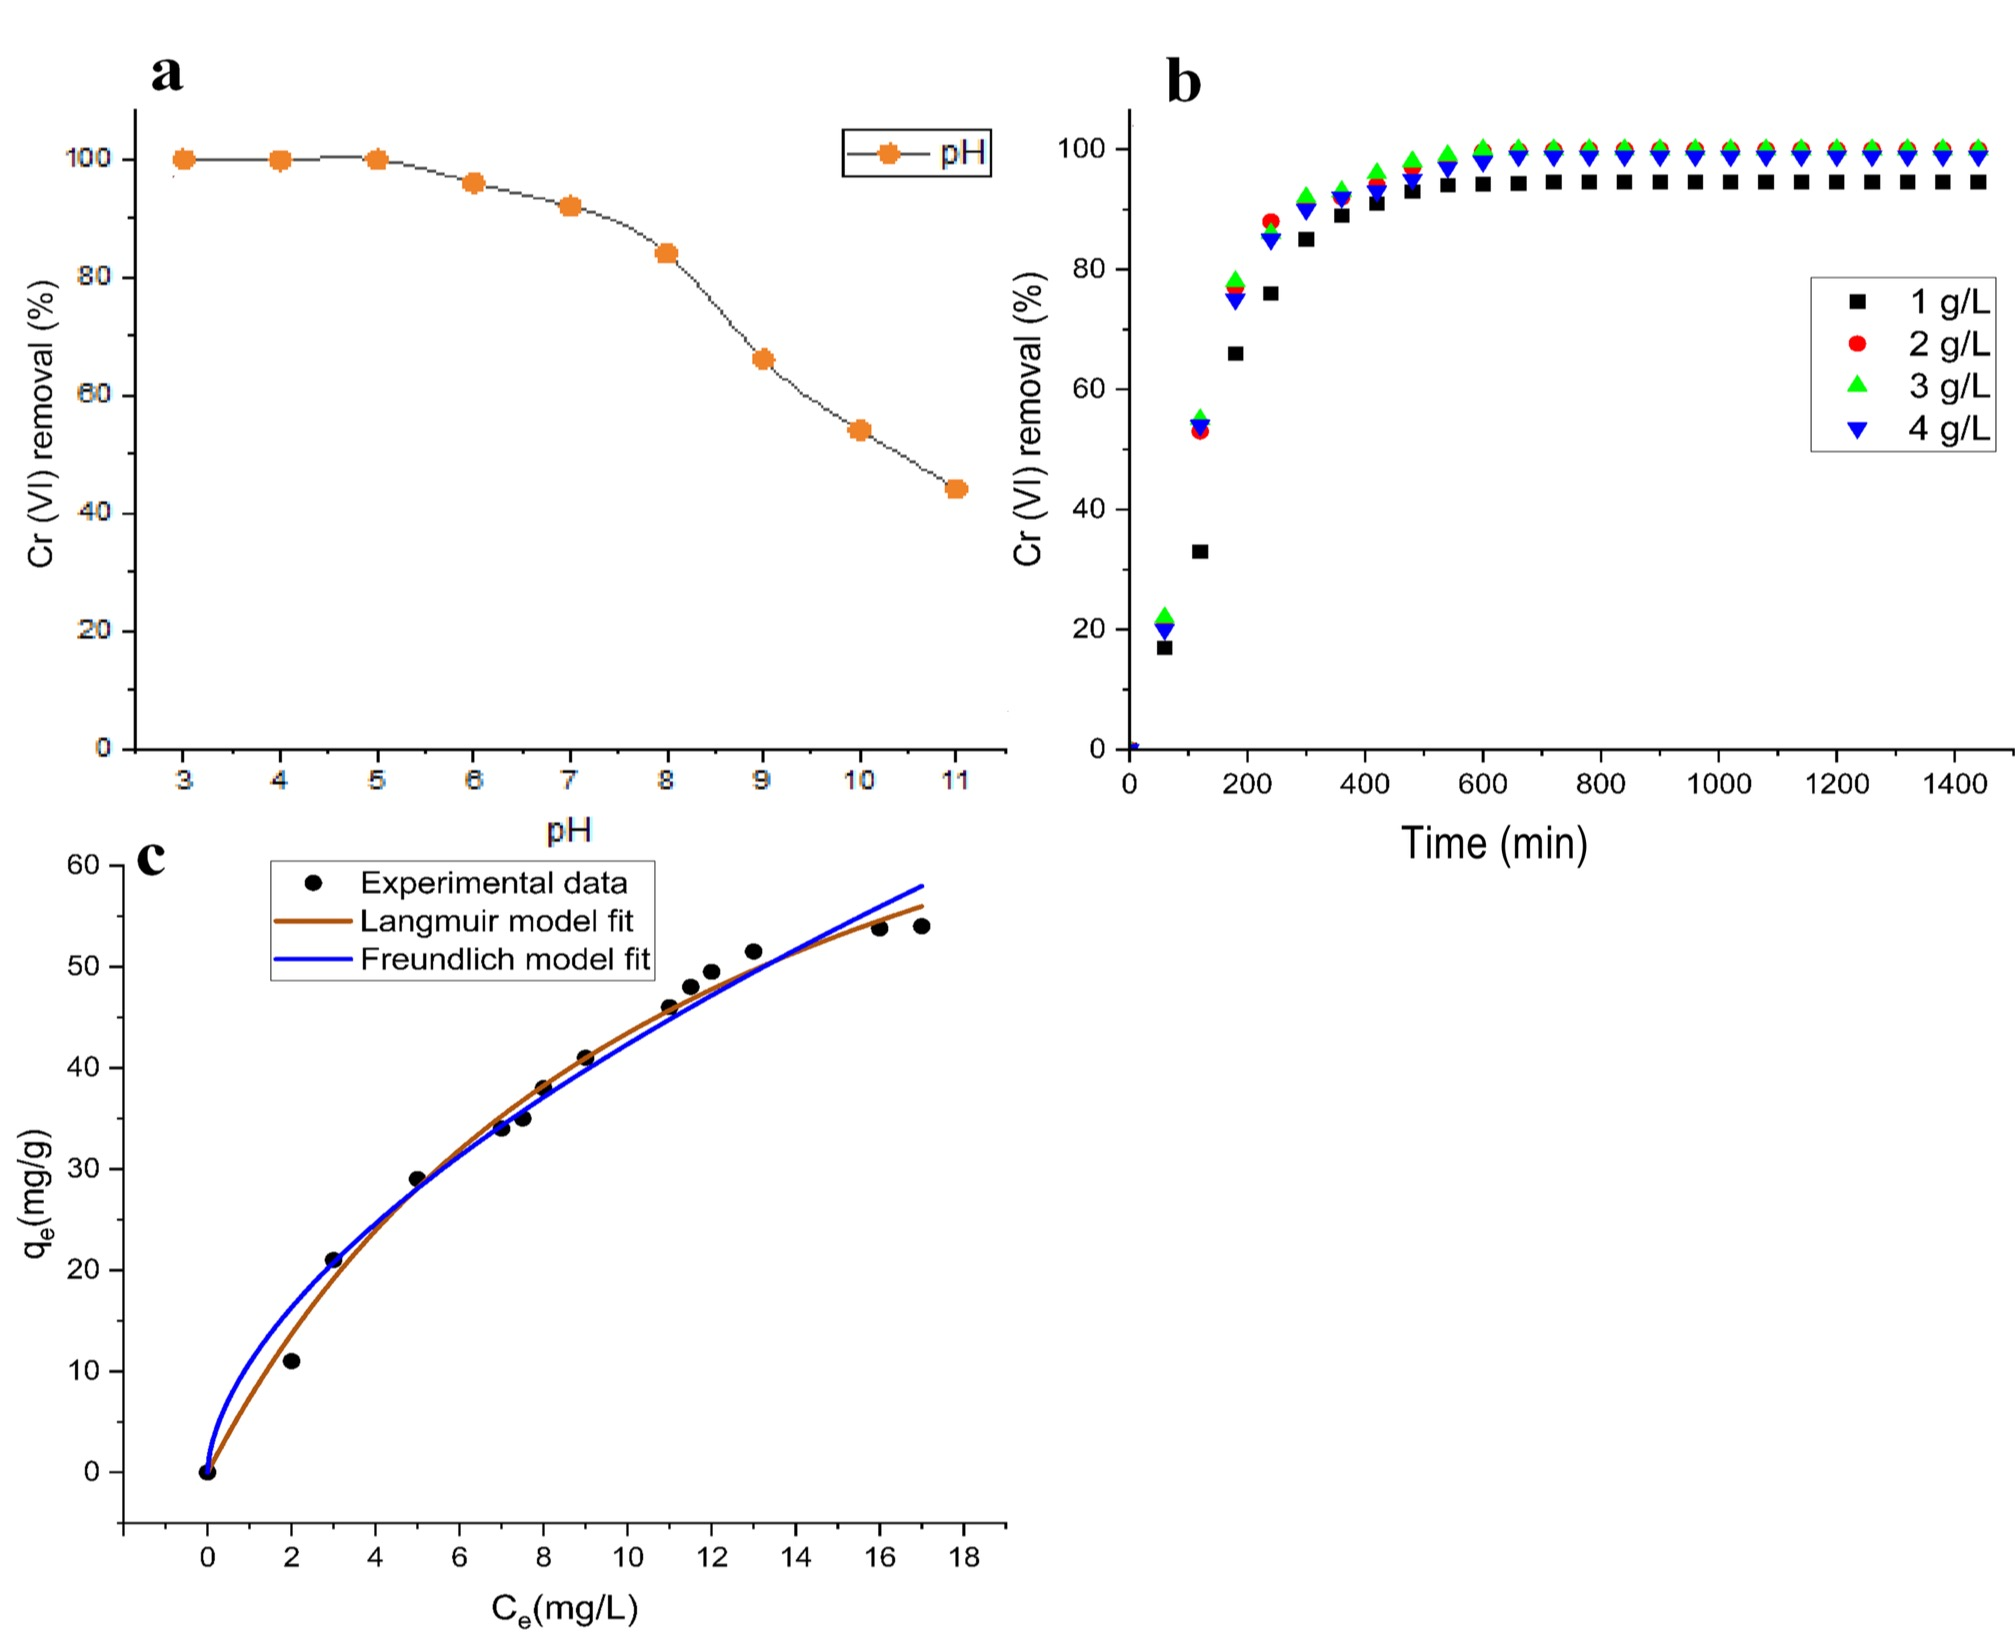 a
pH
100
80
60
40
20
0
Cr (VI) removal (%)
3 4 5 6 7 8 9 10 11
pH
b
100
80
60
40
20
0
Cr (VI) removal (%)
1 g/L
2 g/L
3 g/L
4 g/L
0 200 400 600 800 1000 1200 1400
Time (min)
c
Experimental data
Langmuir model fit
Freundlich model fit
60
50
40
30
20
10
0
qe(mg/g)
0 2 4 6 8 10 12 14 16 18
Ce(mg/L)